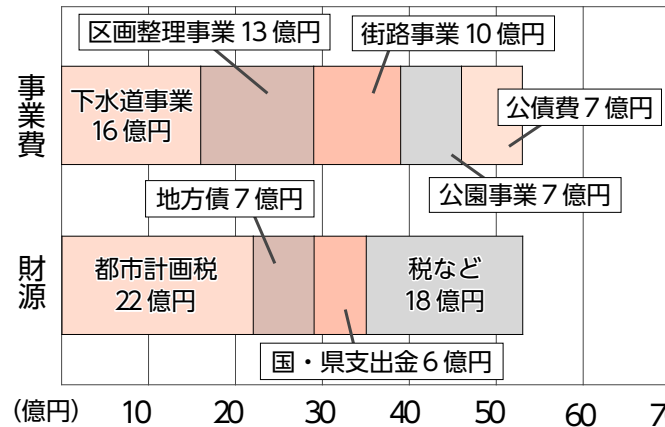 区画整理事業 13 億円
街路事業 10 億円
事業費
下水道事業
16 億円
公債費 7 億円
公園事業 7 億円
地方債 7 億円
財源
都市計画税
22 億円
税など
18 億円
国・県支出金 6 億円
(億円) 10 20 30 40 50 60 7